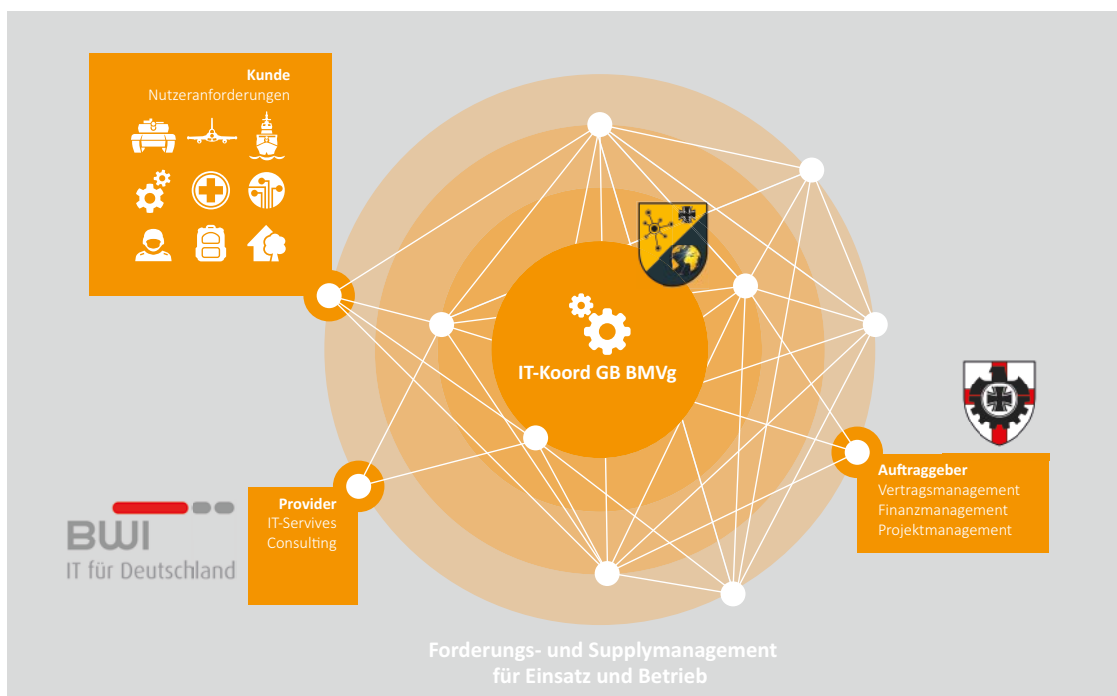 Kunde
Nutzeranforderungen
IT-Koord GB BMVg
Auftraggeber
Vertragsmanagement
Finanzmanagement
Projektmanagement
Provider
IT-Servives
Consulting
BWI
IT für Deutschland
Forderungs- und Supplymanagement
für Einsatz und Betrieb